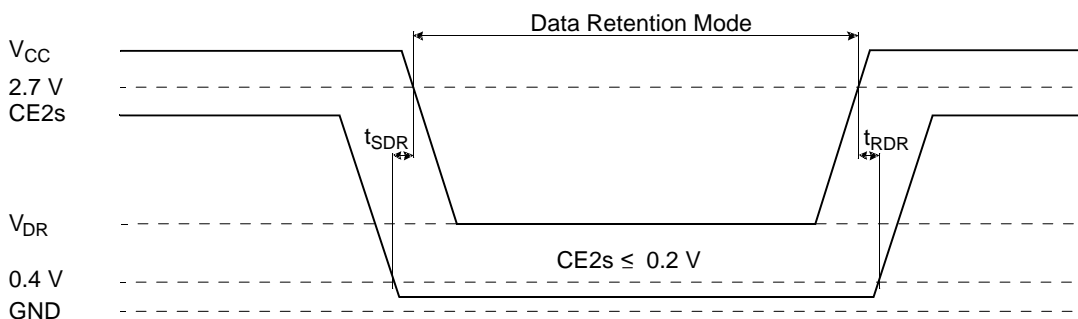 Data Retention Mode
VCC
2.7 V
CE2s
tSDR
tRDR
VDR
CE2s ≤ 0.2 V
0.4 V
GND